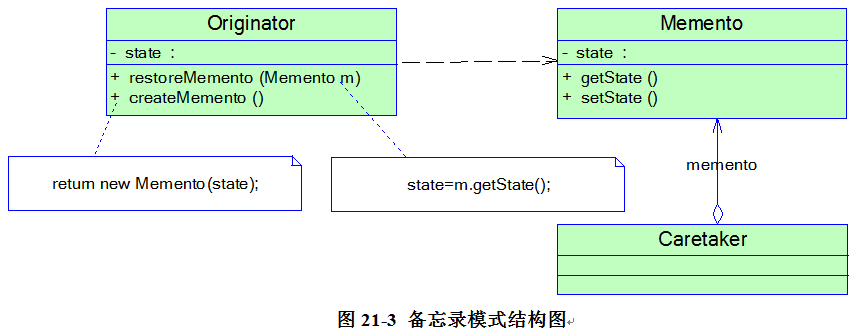 Originator
- state :
+ restoreMemento (Memento m)
+ createMemento ()
Memento
- state :
+ getState ()
+ setState ()
return new Memento(state);
state=m.getState();
memento
Caretaker
图 21-3 备忘录模式结构图↵